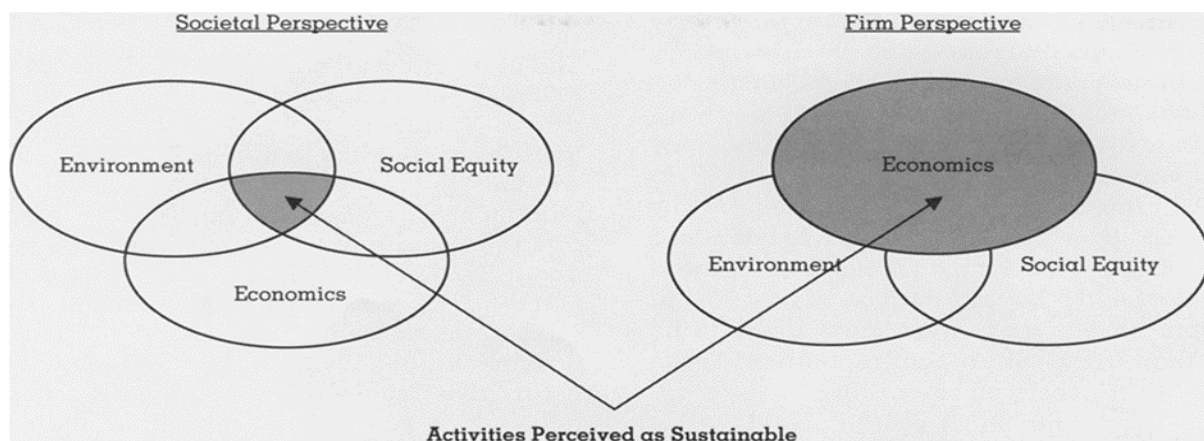 Societal Perspective
Firm Perspective
Environment
Social Equity
Economics
Economics
Environment
Social Equity
Activities Perceived as Sustainable